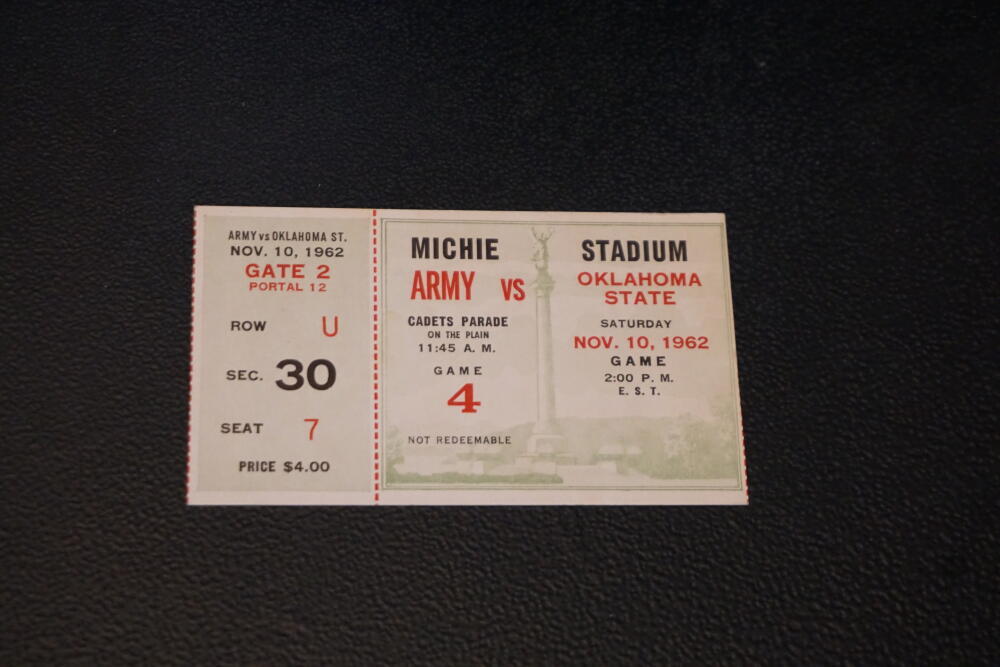 ARMY vs OKLAHOMA ST.
NOV. 10, 1962
GATE 2
PORTAL 12
ROW U
SEC. 30
SEAT 7
PRICE $4.00
MICHIE STADIUM
ARMY VS OKLAHOMA STATE
CADETS PARADE
ON THE PLAIN
11:45 A. M.
GAME
4
NOT REDEEMABLE
SATURDAY
NOV. 10, 1962
GAME
2:00 P. M.
E. S. T.